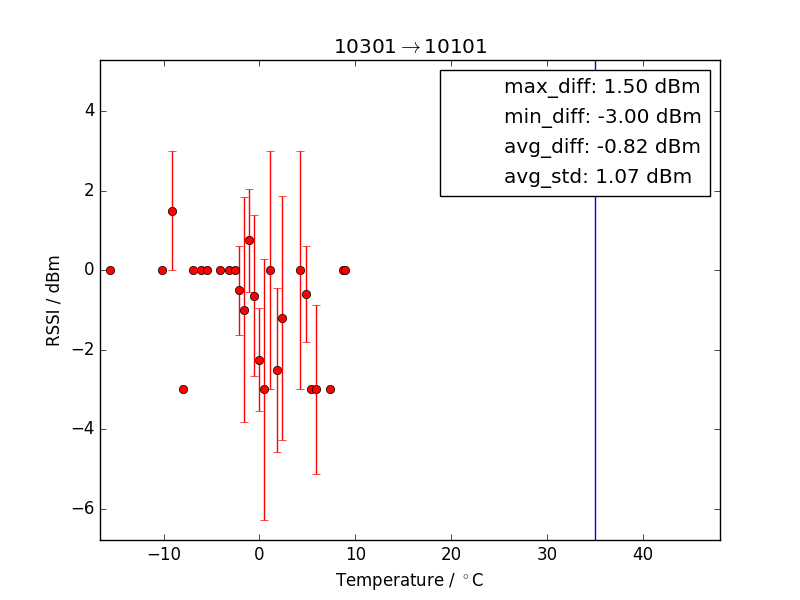 10301→10101
max_diff: 1.50 dBm
min_diff: -3.00 dBm
avg_diff: -0.82 dBm
avg_std: 1.07 dBm
RSSI / dBm
4
2
0
−2
−4
−6
−10 0 10 20 30 40
Temperature / °C